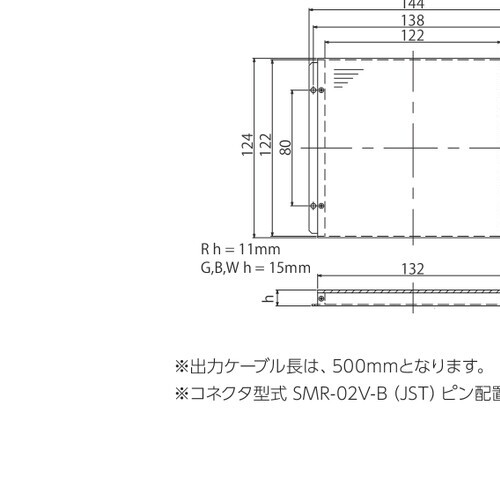 144
138
122
124
122
80
R h = 11mm
G,B,W h = 15mm
132
h
※出力ケーブル長は、500mmとなります。
※コネクタ型式 SMR-02V-B（JST）ピン配置